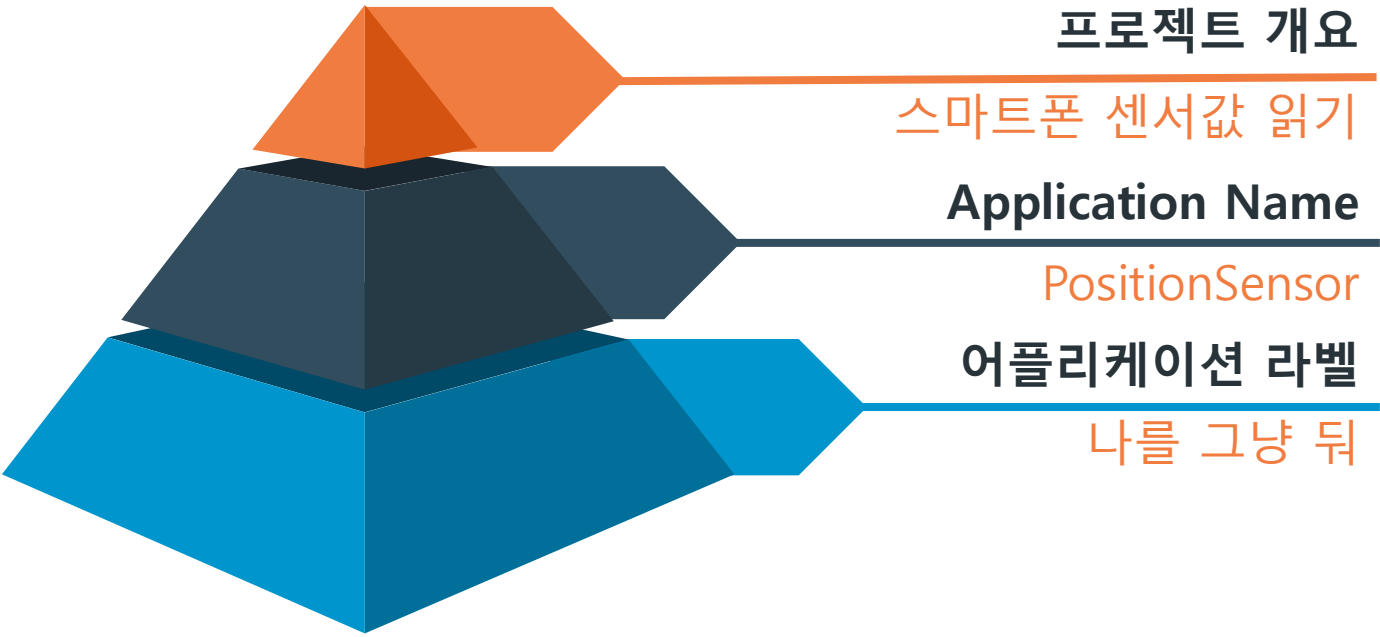 프로젝트 개요
스마트폰 센서값 읽기
Application Name
PositionSensor
어플리케이션 라벨
나를 그냥 둬